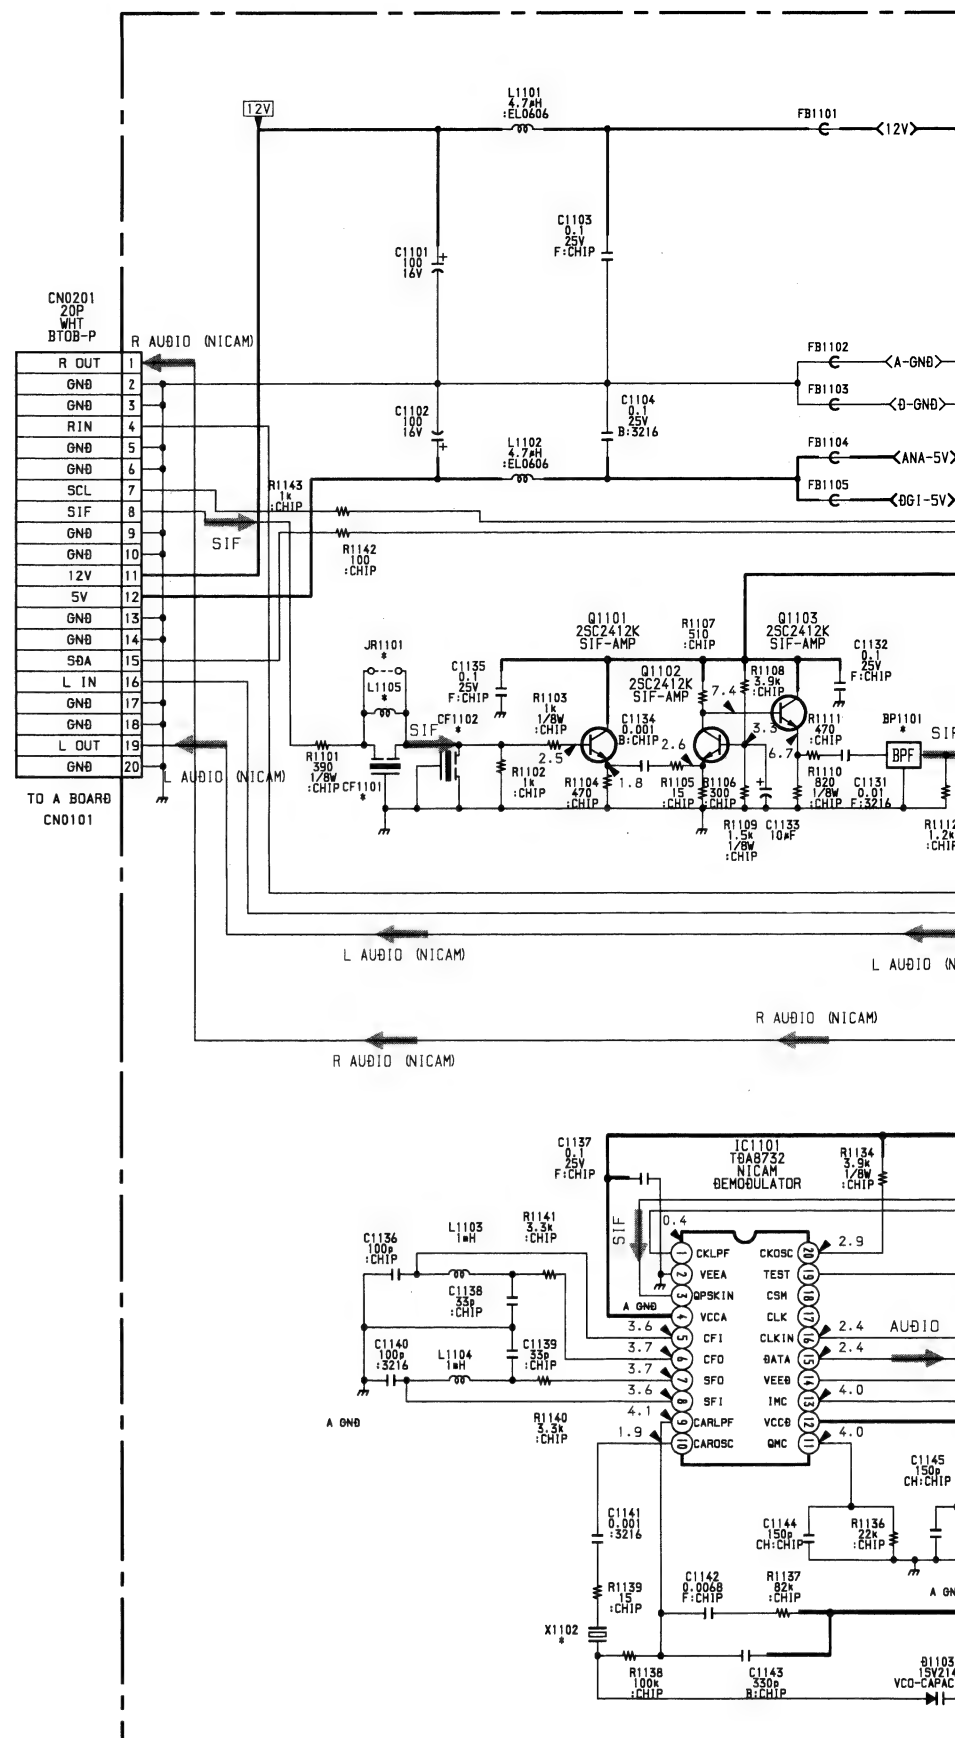 12V
L1101
4.7μH
:EL0606
FB1101
12V
C1101
100
16V
+
C1103
0.1
25V
F:CHIP
CN0201
20P
WHT
BTOB-P
R AUDIO (NICAM)
R OUT 1
GND 2
GND 3
RIN 4
GND 5
GND 6
SCL 7
SIF 8
GND 9
GND 10
12V 11
5V 12
GND 13
GND 14
SDA 15
L IN 16
GND 17
GND 18
L OUT 19
GND 20
TO A BOARD
CN0101
L AUDIO (NICAM)
FB1102
A-GND
FB1103
D-GND
C1102
100
16V
+
C1104
0.1
25V
B:3216
L1102
4.7μH
:EL0606
FB1104
ANA-5V
FB1105
DGI-5V
R1143
1k
:CHIP
SIF
R1142
100
:CHIP
JR1101
*
L1105
*
C1135
0.1
25V
F:CHIP
SIF
CF1102
*
R1101
390
1/8W
:CHIP
CF1101
*
R1102
1k
:CHIP
R1103
1k
1/8W
:CHIP
2.5
Q1101
2SC2412K
SIF-AMP
R1104
470
:CHIP
1.8
C1134
0.001
B:CHIP
2.6
Q1102
2SC2412K
SIF-AMP
R1105
15
:CHIP
R1106
300
:CHIP
R1107
510
:CHIP
7.4
R1108
3.9k
:CHIP
3.3
R1109
1.5k
1/8W
:CHIP
+
C1133
10μF
Q1103
2SC2412K
SIF-AMP
6.7
R1111
470
:CHIP
R1110
820
1/8W
:CHIP
C1131
0.01
F:3216
C1132
0.1
25V
F:CHIP
BP1101
*
BPF
SIF
R1112
1.2k
:CHIP
L AUDIO (NICAM)
L AUDIO (N
R AUDIO (NICAM)
R AUDIO (NICAM)
C1137
0.1
25V
F:CHIP
IC1101
TDA8732
NICAM
DEMODULATOR
R1134
3.9k
1/8W
:CHIP
SIF
0.4
2.9
1 CKLPF
2 VEEA
3 QPSKIN
4 VCCA
5 CFI
6 CFO
7 SFO
8 SFI
9 CARLPF
10 CAROSC
CKOSC 20
TEST 19
CSM 18
CLK 17
CLKIN 16
DATA 15
VEED 14
IMC 13
VCCD 12
QMC 11
A GND
3.6
3.7
3.7
3.6
4.1
1.9
2.4
2.4
4.0
4.0
AUDIO
C1136
100p
:CHIP
L1103
1mH
R1141
3.3k
:CHIP
C1138
33p
:CHIP
C1140
100p
:3216
L1104
1mH
C1139
33p
:CHIP
R1140
3.3k
:CHIP
A GND
C1141
0.001
:3216
R1139
15
:CHIP
X1102
*
R1138
100k
:CHIP
C1142
0.0068
F:CHIP
R1137
82k
:CHIP
C1143
330p
B:CHIP
C1144
150p
CH:CHIP
R1136
22k
:CHIP
C1145
150p
CH:CHIP
A GN
D1103
1SV214
VCO-CAPAC